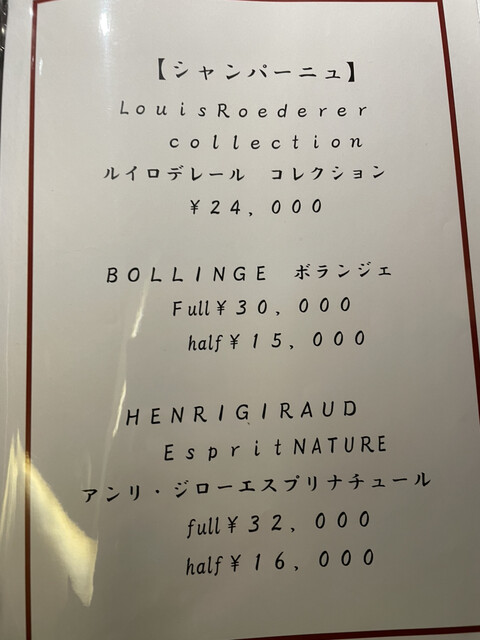 【シャンパーニュ】
ＬｏｕｉｓＲｏｅｄｅｒｅｒ
ｃｏｌｌｅｃｔｉｏｎ
ルイロデレール　コレクション
￥２４，０００
ＢＯＬＬＩＮＧＥ　ボランジェ
Full￥３０，０００
half￥１５，０００
ＨＥＮＲＩＧＩＲＡＵＤ
ＥｓｐｒｉｔNATURE
アンリ・ジローエスプリナチュール
full￥３２，０００
half￥１６，０００